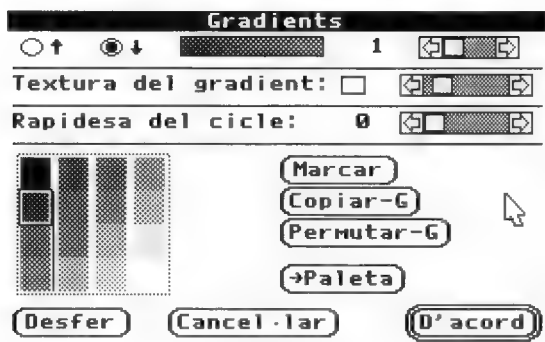 Gradients
1
Textura del gradient:
Rapidesa del cicle: 0
Marcar
Copiar-G
Permutar-G
→Paleta
Desfer Cancel·lar D'acord